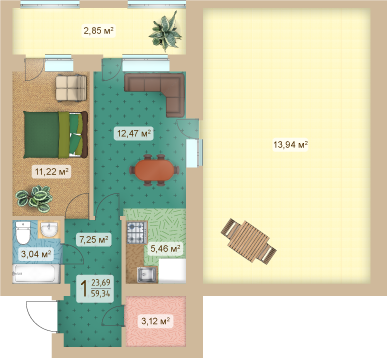 2,85 м²
12,47 м²
13,94 м²
11,22 м²
7,25 м²
5,46 м²
3,04 м²
1 23,69
59,34
3,12 м²